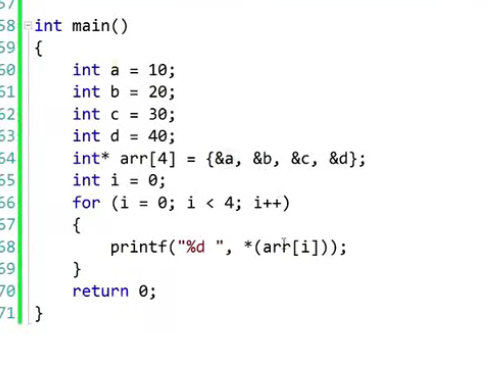 57
58 int main()
59 {
60     int a = 10;
61     int b = 20;
62     int c = 30;
63     int d = 40;
64     int* arr[4] = {&a, &b, &c, &d};
65     int i = 0;
66     for (i = 0; i < 4; i++)
67     {
68         printf("%d ", *(arr[i]));
69     }
70     return 0;
71 }